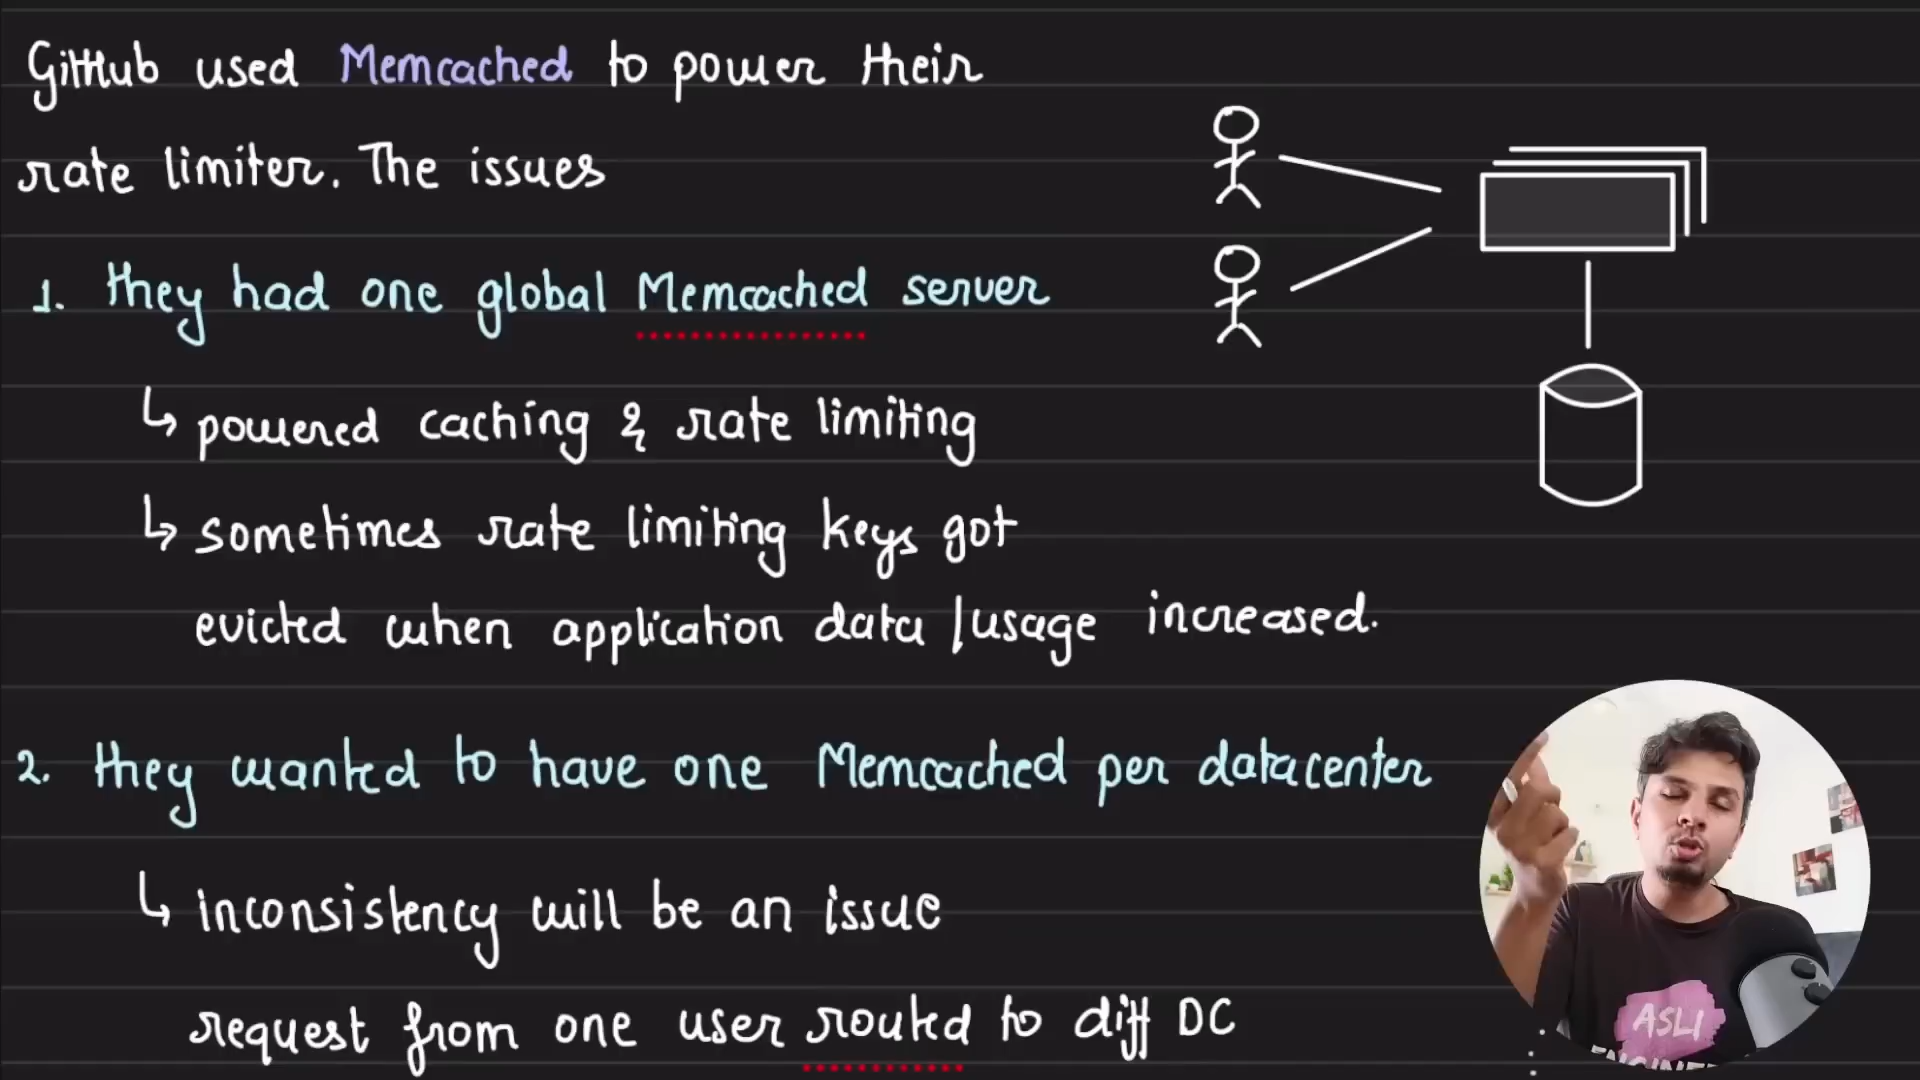 GitHub used Memcached to power their
rate limiter. The issues
1. they had one global Memcached server
↳ powered caching & rate limiting
↳ sometimes rate limiting keys got
evicted when application data / usage increased.
2. they wanted to have one Memcached per datacenter
↳ inconsistency will be an issue
request from one user routed to diff DC
ASLI